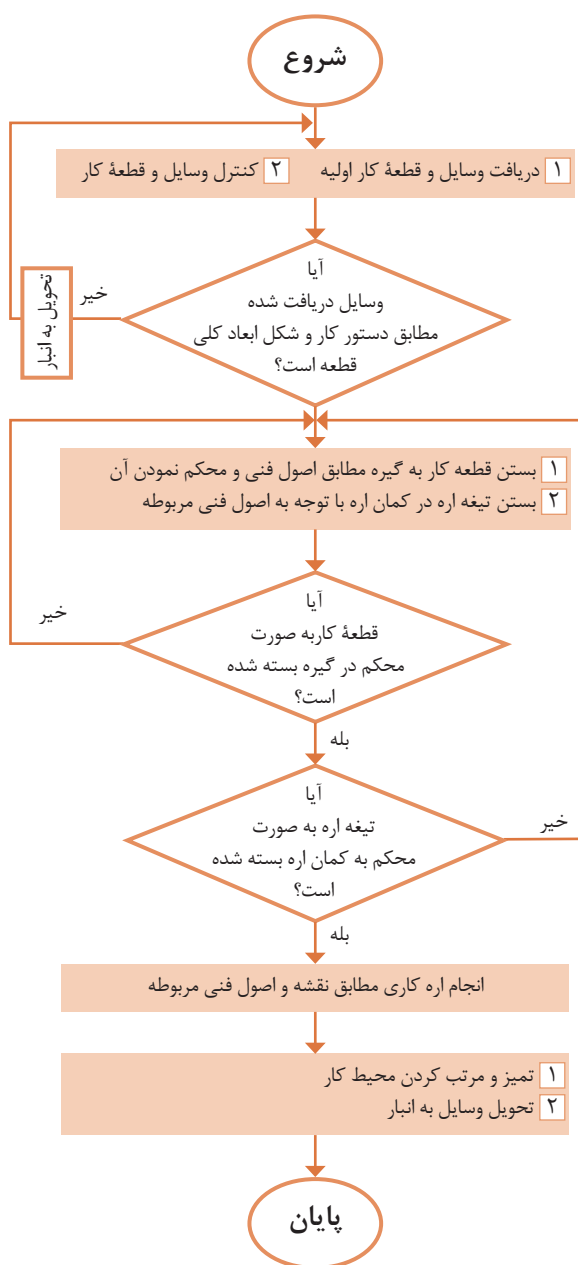 شروع
۱ دریافت وسایل و قطعهٔ کار اولیه ۲ کنترل وسایل و قطعهٔ کار
آیا
وسایل دریافت شده
مطابق دستور کار و شکل ابعاد کلی
قطعه است؟
خیر
تحویل به انبار
۱ بستن قطعه کار به گیره مطابق اصول فنی و محکم نمودن آن
۲ بستن تیغه اره در کمان اره با توجه به اصول فنی مربوطه
آیا
قطعهٔ کاربه صورت
محکم در گیره بسته شده
است؟
خیر
بله
آیا
تیغه اره به صورت
محکم به کمان اره بسته شده
است؟
خیر
بله
انجام اره کاری مطابق نقشه و اصول فنی مربوطه
۱ تمیز و مرتب کردن محیط کار
۲ تحویل وسایل به انبار
پایان